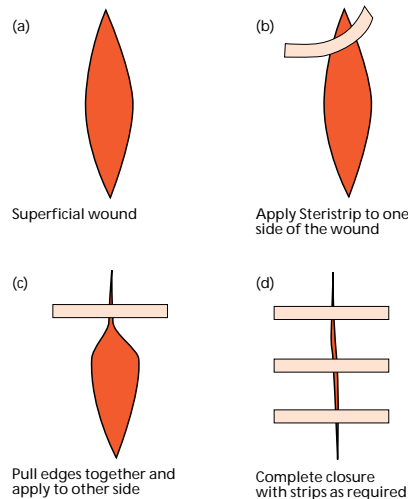 (a)
Superficial wound
(b)
Apply Steristrip to one
side of the wound
(c)
Pull edges together and
apply to other side
(d)
Complete closure
with strips as required